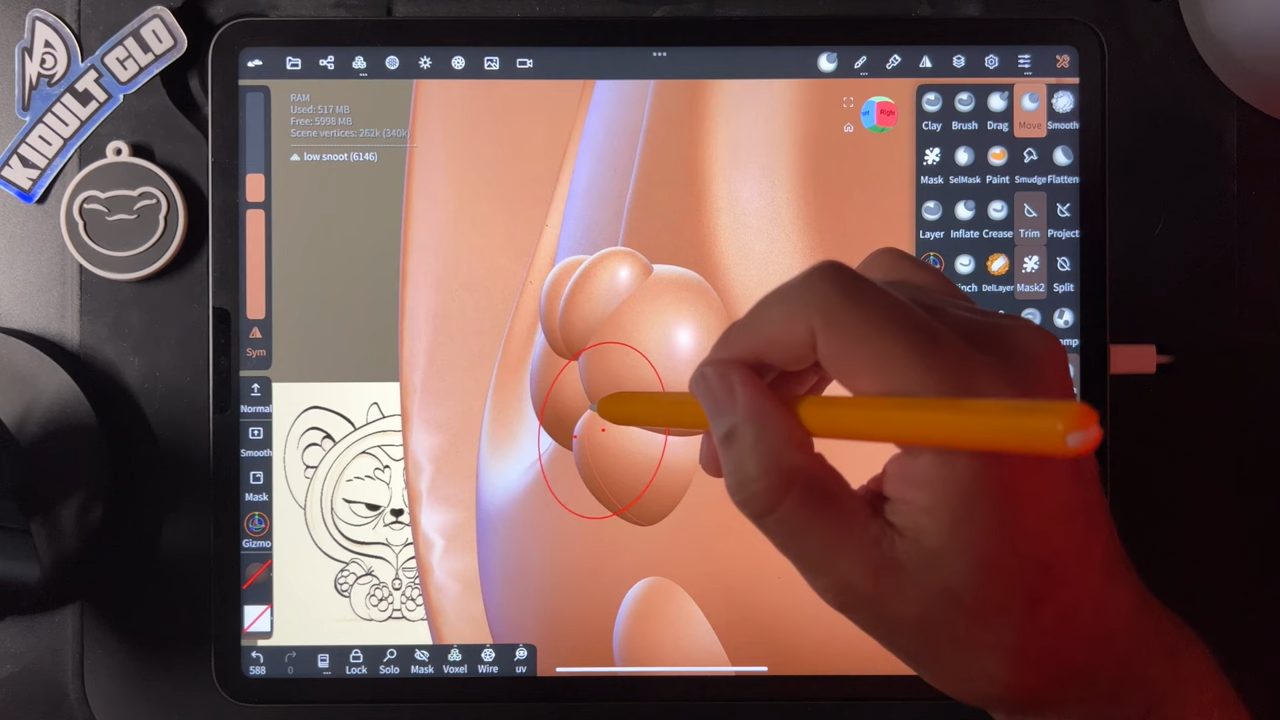 KIDULT CLO
RAM
Used: 517 MB
Free: 5998 MB
Scene vertices: 262k (340k)
low snoot (6146)
Right
Clay
Brush
Drag
Move
Smooth
Mask
SelMask
Paint
Smudge
Flatten
Layer
Inflate
Crease
Trim
Project
DelLayer
Mask2
Split
Sym
Normal
Smooth
Mask
Gizmo
588
0
Lock
Solo
Mask
Voxel
Wire
uv